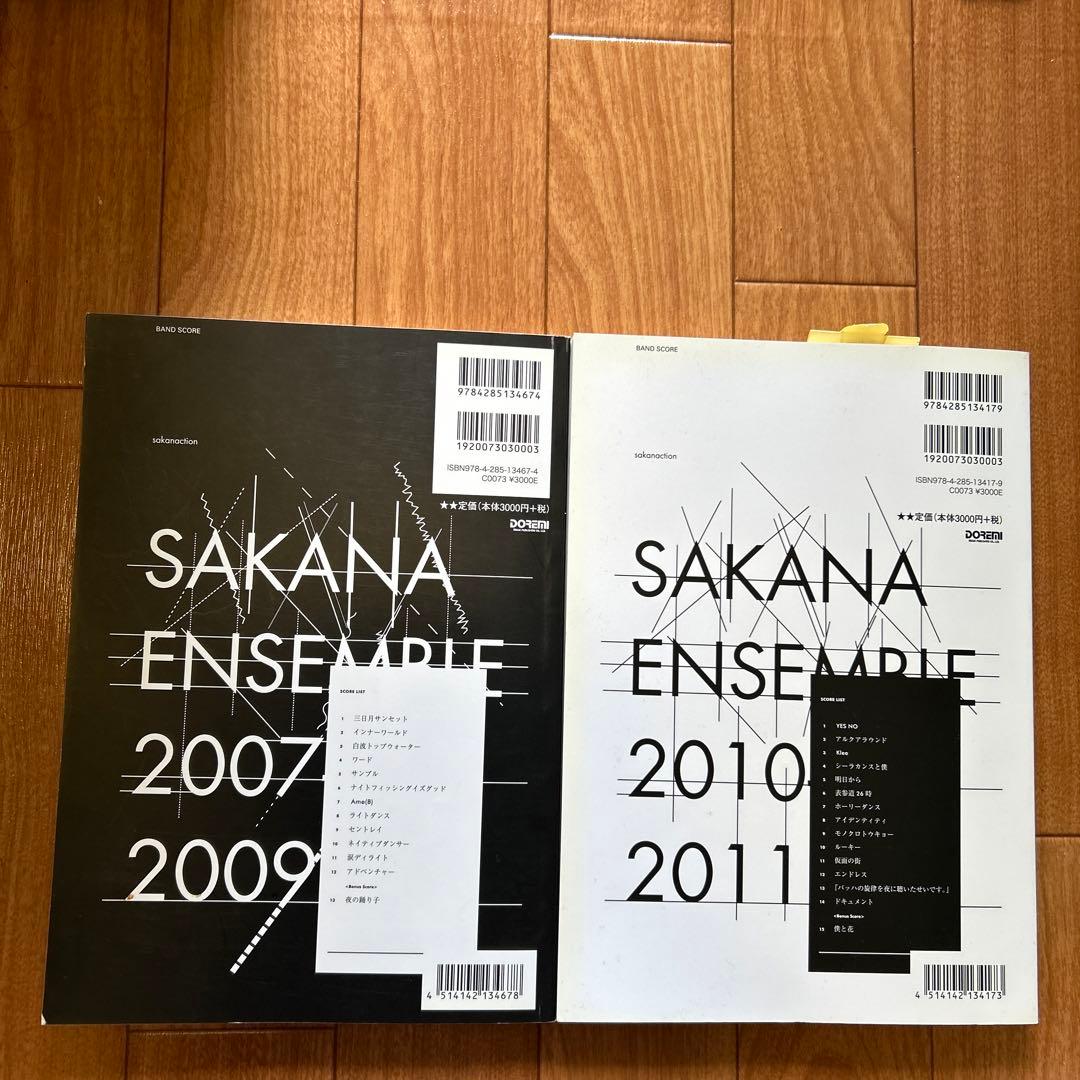 BAND SCORE
9784285134674
1920073030003
ISBN978-4-285-13467-4
C0073 ¥3000E
★★定価(本体3000円+税)
DOREMI
sakanaction
SAKANA
ENSEMBLE
2007-
2009
SCORE LIST
1 三日月サンセット
2 インナーワールド
3 白波トップウォーター
4 ワード
5 サンプル
6 ナイトフィッシングイズグッド
7 Ame(B)
8 ライトダンス
9 セントレイ
10 ネイティブダンサー
11 涙ディライト
12 アドベンチャー
<Bonus Score>
13 夜の踊り子
4 514142 134678
BAND SCORE
9784285134179
1920073030003
ISBN978-4-285-13417-9
C0073 ¥3000E
★★定価(本体3000円+税)
DOREMI
sakanaction
SAKANA
ENSEMBLE
2010-
2011
SCORE LIST
1 YES NO
2 アルクアラウンド
3 Klee
4 シーラカンスと僕
5 明日から
6 表参道26時
7 ホーリーダンス
8 アイデンティティ
9 モノクロトウキョー
10 ルーキー
11 仮面の街
12 エンドレス
13 『バッハの旋律を夜に聴いたせいです。』
14 ドキュメント
<Bonus Score>
15 僕と花
4 514142 134173